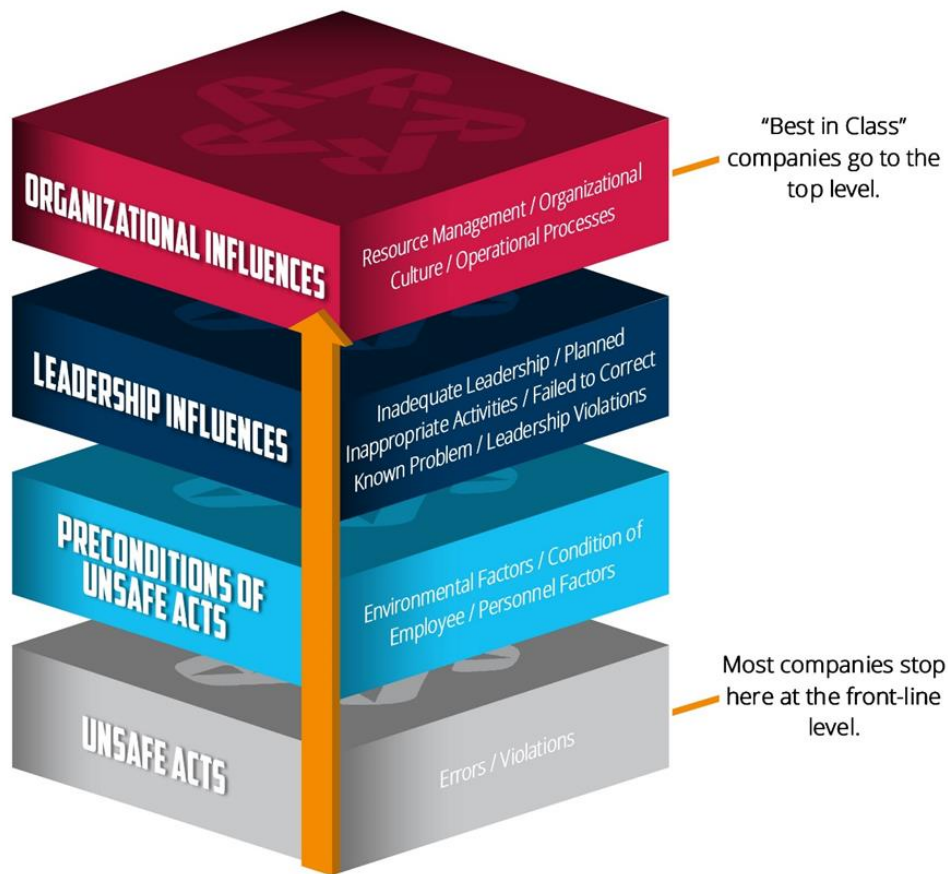 ORGANIZATIONAL INFLUENCES
Resource Management / Organizational
Culture / Operational Processes
“Best in Class”
companies go to the
top level.
LEADERSHIP INFLUENCES
Inadequate Leadership / Planned
Inappropriate Activities / Failed to Correct
Known Problem / Leadership Violations
PRECONDITIONS OF
UNSAFE ACTS
Environmental Factors / Condition of
Employee / Personnel Factors
UNSAFE ACTS
Errors / Violations
Most companies stop
here at the front-line
level.